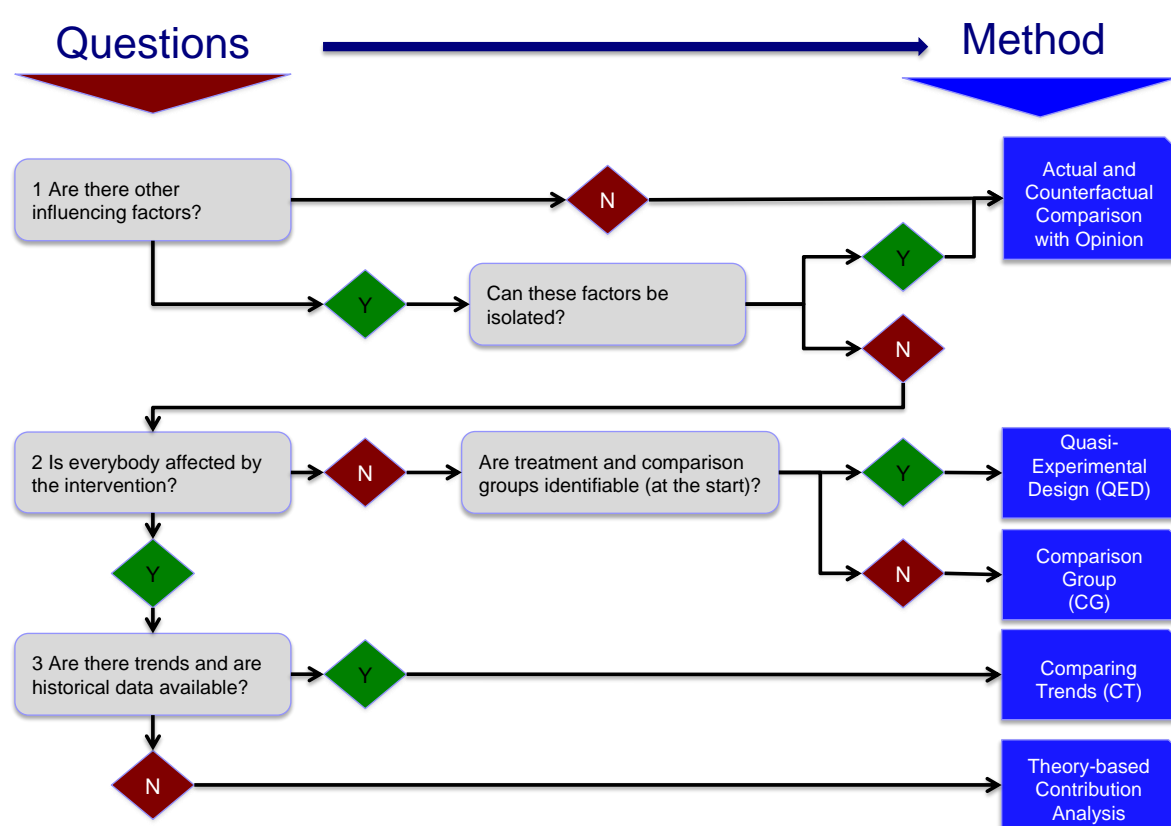 Questions
Method
1 Are there other
influencing factors?
N
Actual and
Counterfactual
Comparison
with Opinion
Y
Can these factors be
isolated?
Y
N
2 Is everybody affected by
the intervention?
N
Are treatment and comparison
groups identifiable (at the start)?
Y
Quasi-
Experimental
Design (QED)
N
Comparison
Group
(CG)
Y
3 Are there trends and are
historical data available?
Y
Comparing
Trends (CT)
N
Theory-based
Contribution
Analysis